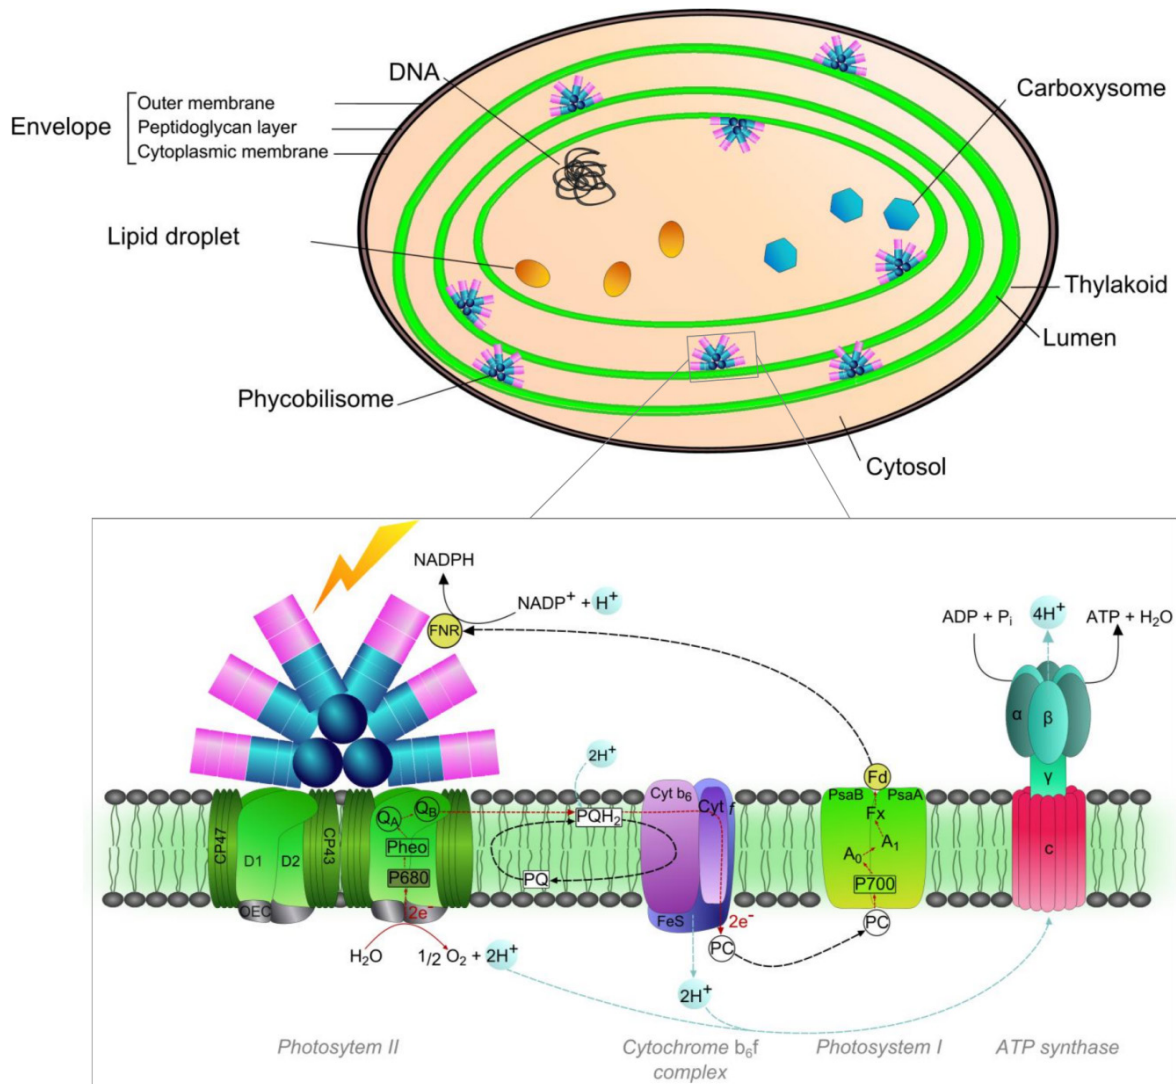 DNA
Carboxysome
Envelope
Outer membrane
Peptidoglycan layer
Cytoplasmic membrane
Lipid droplet
Thylakoid
Lumen
Phycobilisome
Cytosol
NADPH
NADP⁺ + H⁺
FNR
ADP + Pᵢ
4H⁺
ATP + H₂O
α
β
γ
c
2H⁺
Fd
PsaB
PsaA
Fx
A₁
A₀
P700
PC
Cyt b₆
Cyt f
FeS
2e⁻
PC
PQH₂
PQ
CP47
D1
D2
CP43
OEC
Q_A
Q_B
Pheo
P680
2e⁻
H₂O
1/2 O₂ + 2H⁺
2H⁺
Photosytem II
Cytochrome b₆f
complex
Photosystem I
ATP synthase